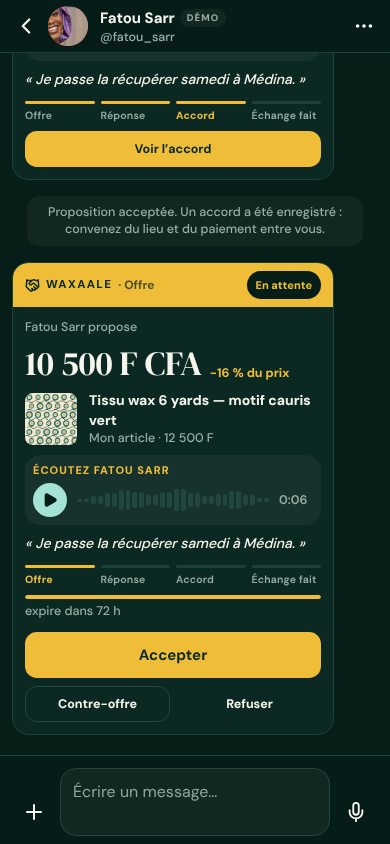 Fatou Sarr DÉMO
@fatou_sarr
« Je passe la récupérer samedi à Médina. »
Offre Réponse Accord Échange fait
Voir l'accord
Proposition acceptée. Un accord a été enregistré :
convenez du lieu et du paiement entre vous.
WAXAALE · Offre En attente
Fatou Sarr propose
10 500 F CFA -16 % du prix
Tissu wax 6 yards — motif cauris
vert
Mon article · 12 500 F
ÉCOUTEZ FATOU SARR
0:06
« Je passe la récupérer samedi à Médina. »
Offre Réponse Accord Échange fait
expire dans 72 h
Accepter
Contre-offre Refuser
Écrire un message...